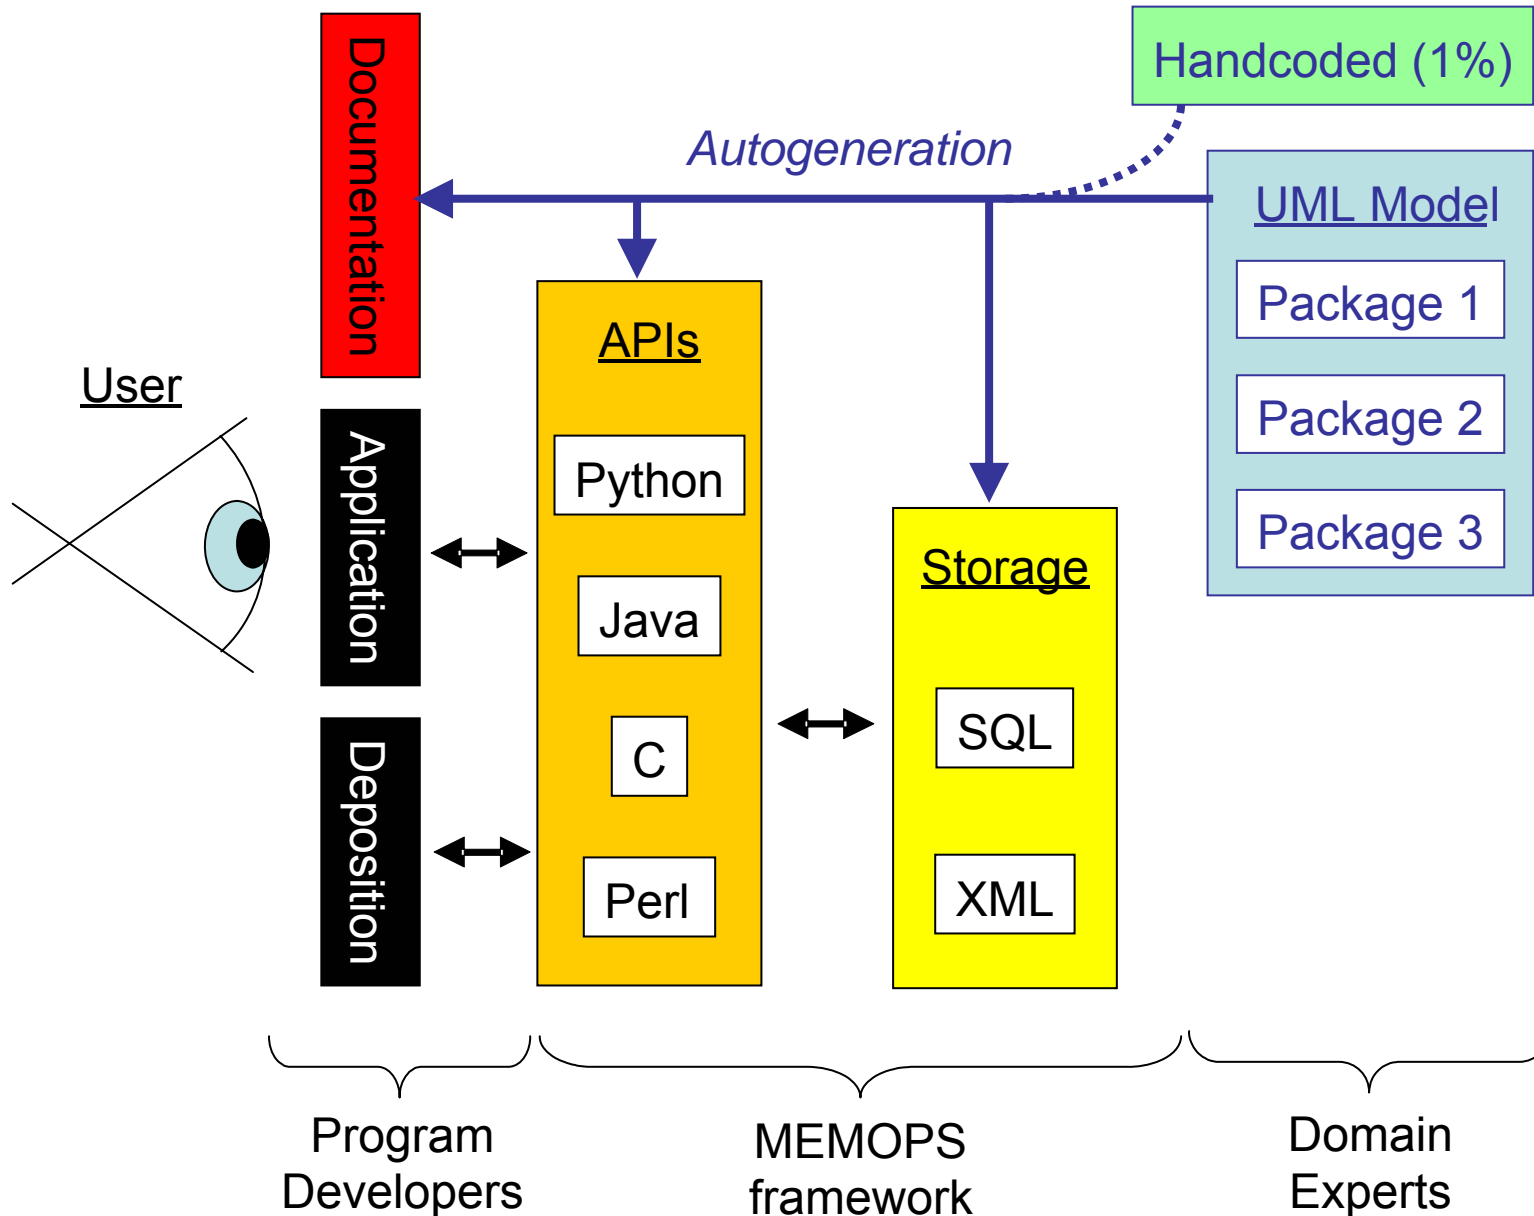 Documentation
Handcoded (1%)
Autogeneration
UML Model
Package 1
Package 2
Package 3
User
Application
Deposition
APIs
Python
Java
C
Perl
Storage
SQL
XML
Program
Developers
MEMOPS
framework
Domain
Experts